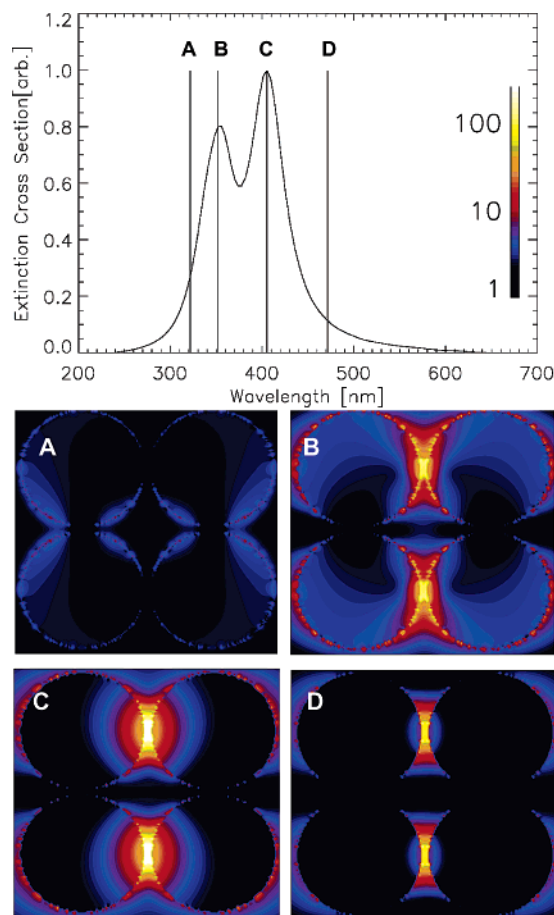 A B C D
1.2
1.0
0.8
0.6
0.4
0.2
0.0
Extinction Cross Section[arb.]
100
10
1
200 300 400 500 600 700
Wavelength [nm]
A B
C D